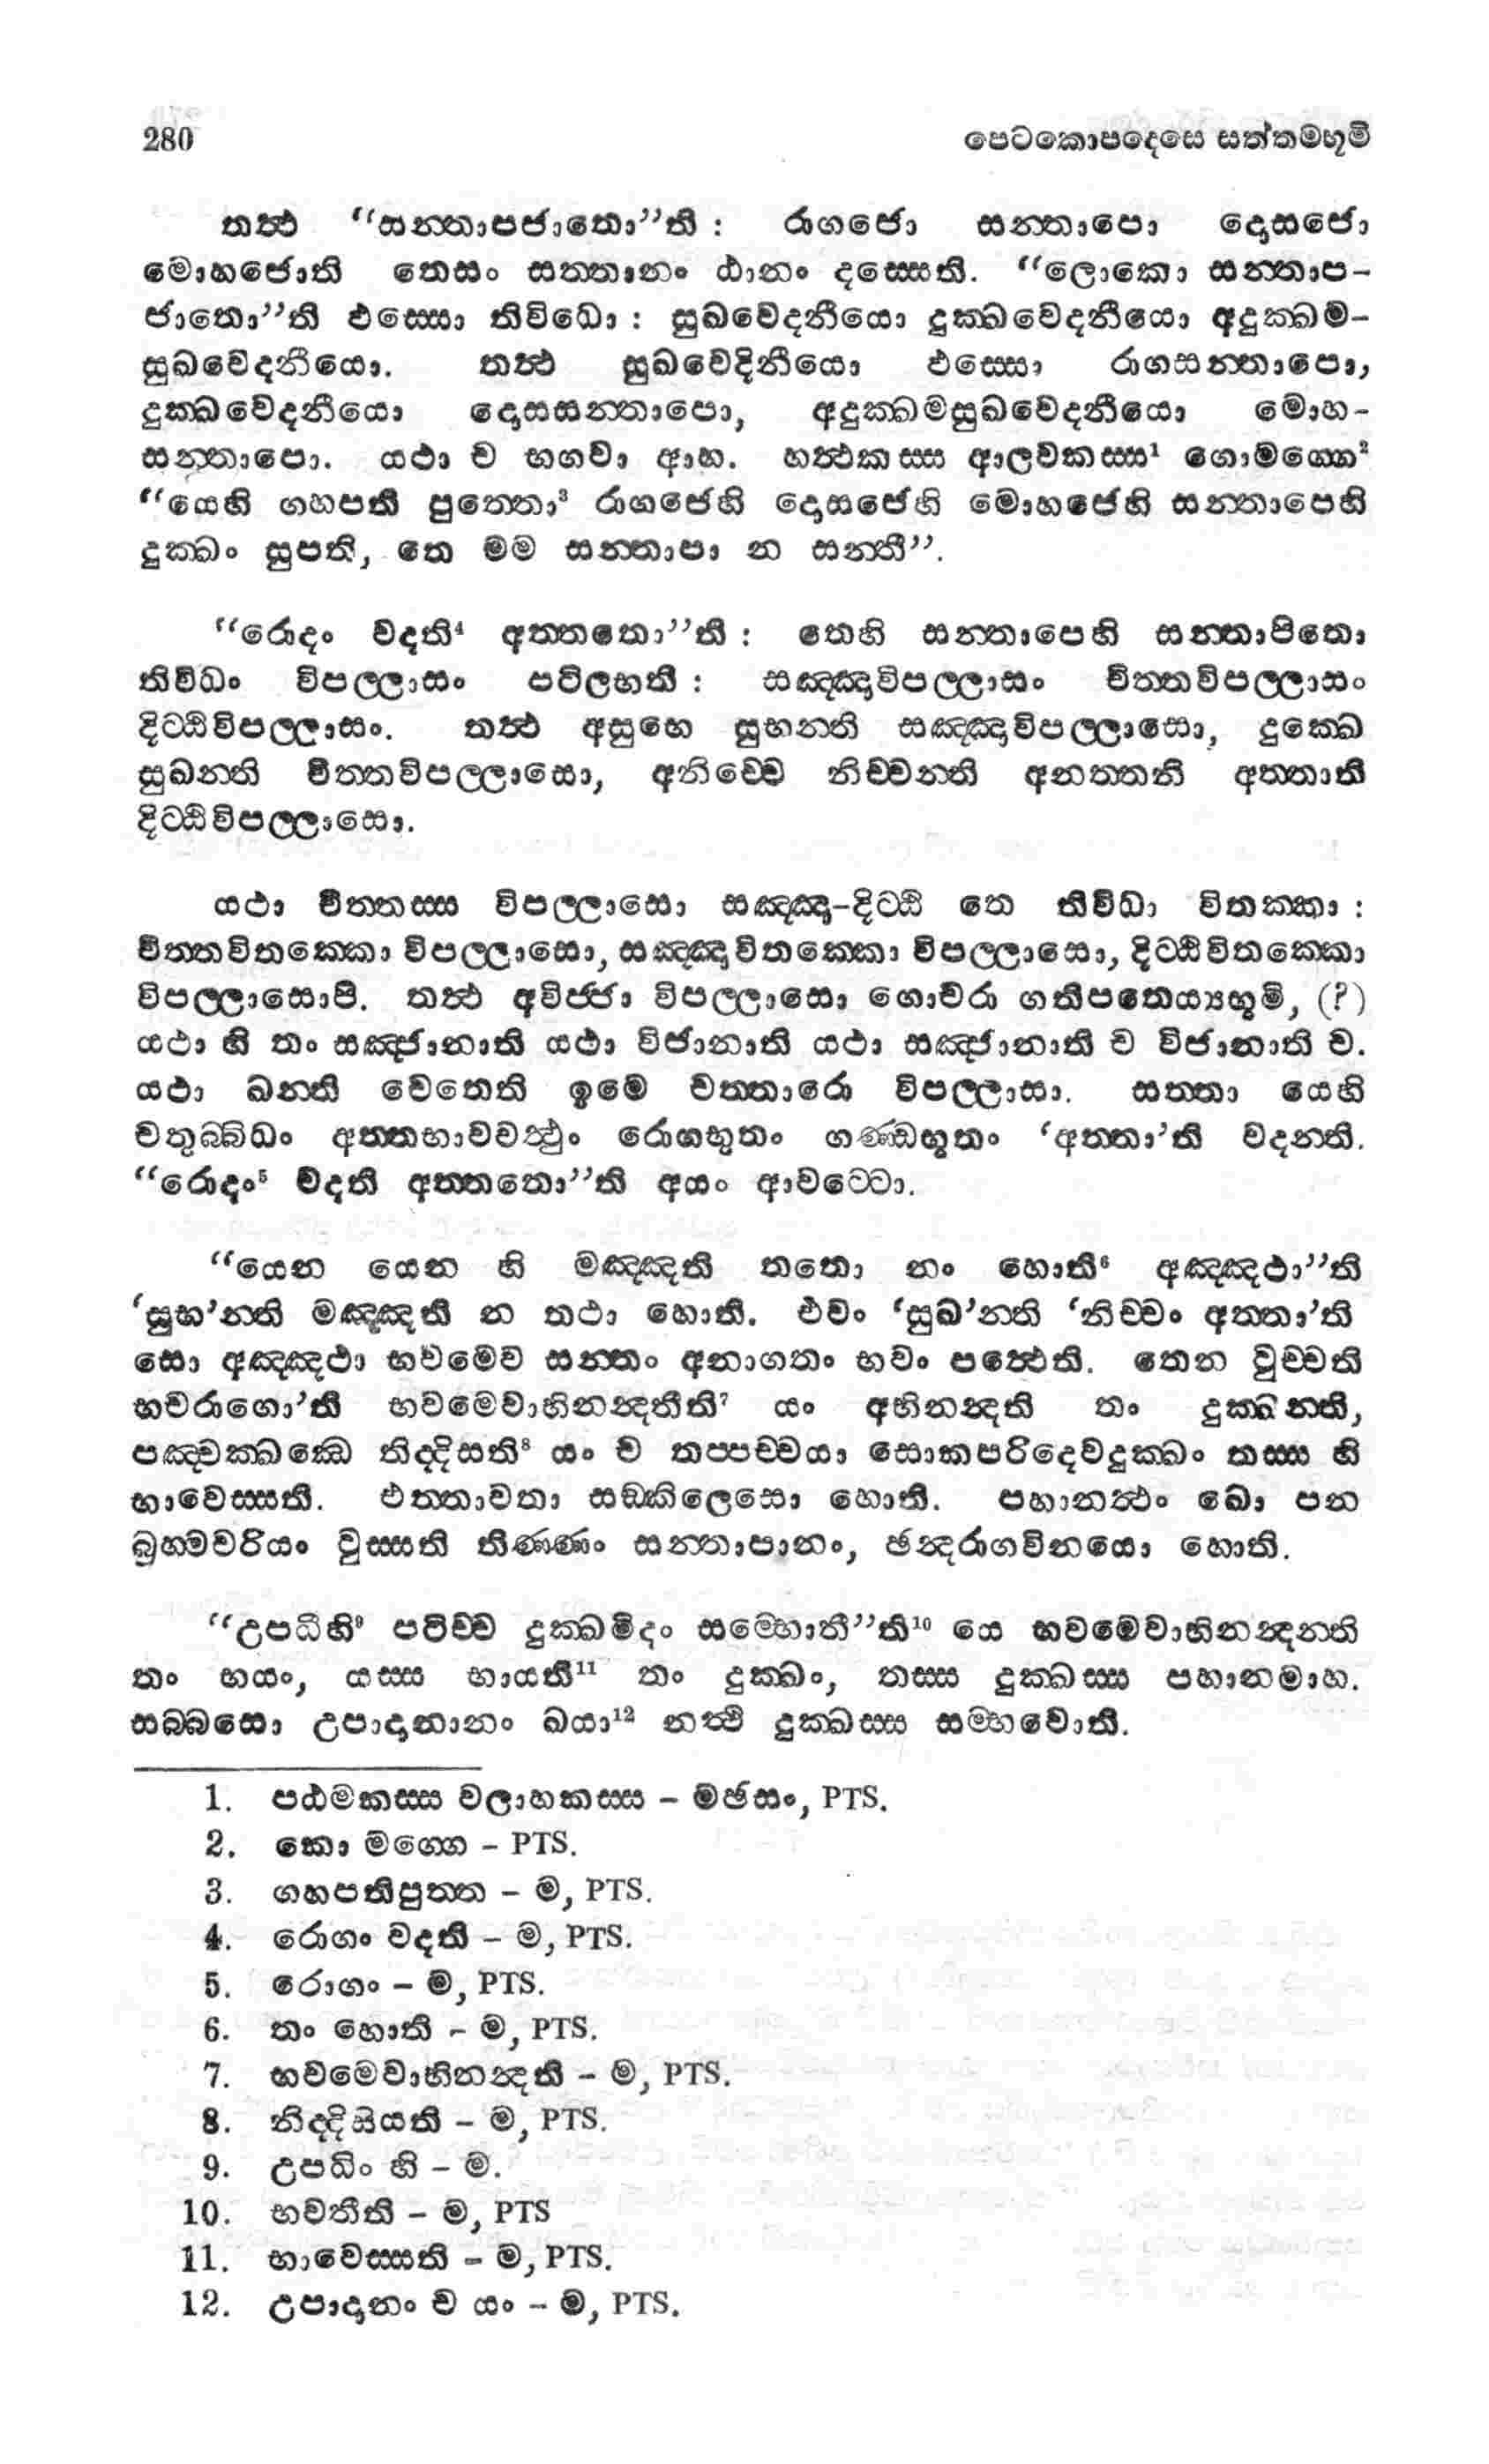 280 පෙටකොපදෙසෙ සත්තමභූමි
තත්‍ථ “සන්‍තාපජාතො”ති : රාගජො සන්‍තාපො දොසජො
මොහජොති තෙසං සත්‍තානං ඨානං දස්‍සෙති. “ලොකො සන්‍තාප-
ජාතො”ති ඵස්‍සො තිවිධො : සුඛවෙදනීයො දුක්‍ඛවෙදනීයො අදුක්‍ඛම-
සුඛවෙදනීයො. තත්‍ථ සුඛවෙදිනීයො ඵස්‍සො රාගසන්‍තාපො,
දුක්‍ඛවෙදනීයො දොසසන්‍තාපො, අදුක්‍ඛමසුඛවෙදනීයො මොහ-
සන්‍තාපො. යථා ච භගවා ආහ. හත්‍ථකස්‍ස ආලවකස්‍ස¹ ගොමග්‍ගෙ²
“යෙහි ගහපති පුත්‍තො³ රාගජෙහි දොසජෙහි මොහජෙහි සන්‍තාපෙහි
දුක්‍ඛං සුපති, තෙ මම සන්‍තාපා න සන්‍තී”.
“රොදං වදති⁴ අත්‍තතො”ති : තෙහි සන්‍තාපෙහි සන්‍තාපිතො
තිවිධං විපල්‍ලාසං පටිලභති : සඤ්‍ඤාවිපල්‍ලාසං චිත්‍තවිපල්‍ලාසං
දිට්‍ඨිවිපල්‍ලාසං. තත්‍ථ අසුභෙ සුභන්‍ති සඤ්‍ඤාවිපල්‍ලාසො, දුක්‍ඛෙ
සුඛන්‍ති චිත්‍තවිපල්‍ලාසො, අනිච්‍චෙ නිච්‍චන්‍ති අනත්‍තනි අත්‍තාති
දිට්‍ඨිවිපල්‍ලාසො.
යථා චිත්‍තස්‍ස විපල්‍ලාසො සඤ්‍ඤා-දිට්‍ඨි තෙ තිවිධා විතක්‍කා :
චිත්‍තවිතක්‍කො විපල්‍ලාසො, සඤ්‍ඤාවිතක්‍කො විපල්‍ලාසො, දිට්‍ඨිවිතක්‍කො
විපල්‍ලාසොපි. තත්‍ථ අවිජ්‍ජා විපල්‍ලාසො ගොචරා ගතිපතෙය්‍යභූමි, (?)
යථා හි තං සඤ්‍ජානාති යථා විජානාති යථා සඤ්‍ජානාති ච විජානාති ච.
යථා ඛන්‍ති චෙතෙති ඉමෙ චත්‍තාරො විපල්‍ලාසා. සත්‍තා යෙහි
චතුබ්‍බිධං අත්‍තභාවවත්‍ථුං රොගභූතං ගණ්‍ඩභූතං ‘අත්‍තා’ති වදන්‍ති.
“රොදං⁵ වදති අත්‍තතො”ති අයං ආවට්‍ටො.
“යෙන යෙන හි මඤ්‍ඤති තතො නං හොති⁶ අඤ්‍ඤථා”ති
‘සුභ’න්‍ති මඤ්‍ඤති න තථා හොති. එවං ‘සුඛ’න්‍ති ‘නිච්‍චං අත්‍තා’ති
සො අඤ්‍ඤථා භවමෙව සන්‍තං අනාගතං භවං පත්‍ථෙති. තෙන වුච්‍චති
භවරාගො’ති භවමෙවාභිනන්‍දතීති⁷ යං අභිනන්‍දති තං දුක්‍ඛන්‍ති,
පඤ්‍චක්‍ඛන්‍ධෙ නිද්‍දිසති⁸ යං ච තප්‍පච්‍චයා සොකපරිදෙවදුක්‍ඛං තස්‍ස හි
භාවෙස්‍සති. එත්‍තාවතා සඞ්‍කිලෙසො හොති. පහානත්‍ථං ඛො පන
බ්‍රහ්‍මචරියං වුස්‍සති තිණ්‍ණං සන්‍තාපානං, ඡන්‍දරාගවිනයො හොති.
“උපධීහි⁹ පටිච්‍ච දුක්‍ඛමිදං සම්‍භොතී”ති¹⁰ යෙ භවමෙවාභිනන්‍දන්‍ති
තං භයං, යස්‍ස භායති¹¹ තං දුක්‍ඛං, තස්‍ස දුක්‍ඛස්‍ස පහානමාහ.
සබ්‍බසො උපාදානානං ඛයා¹² නත්‍ථි දුක්‍ඛස්‍ස සම්‍භවොති.
1. පඨමකස්‍ස වලාහකස්‍ස – මඡසං, PTS.
2. කො මග්‍ගෙ – PTS.
3. ගහපතිපුත්‍ත – ම, PTS.
4. රොගං වදති – ම, PTS.
5. රොගං – ම, PTS.
6. තං හොති – ම, PTS.
7. භවමෙවාභිනන්‍දති – ම, PTS.
8. නිද්‍දිසියති – ම, PTS.
9. උපධිං හි – ම.
10. භවතීති – ම, PTS
11. භාවෙස්‍සති – ම, PTS.
12. උපාදානං ච යං – ම, PTS.